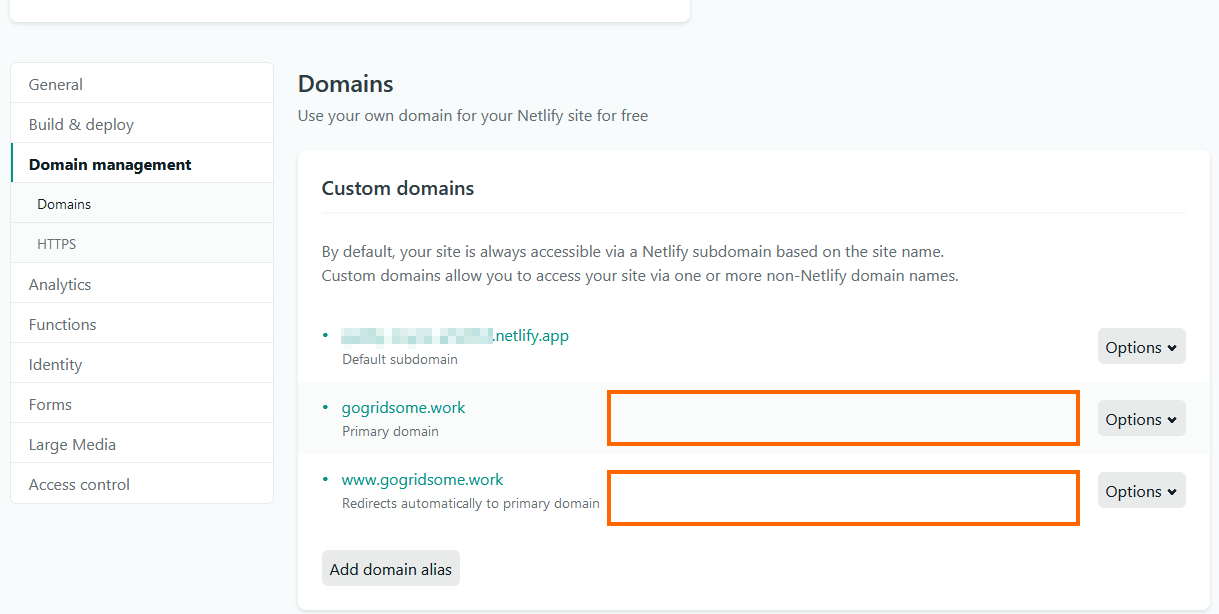 General
Build & deploy
Domain management
Domains
HTTPS
Analytics
Functions
Identity
Forms
Large Media
Access control
Domains
Use your own domain for your Netlify site for free
Custom domains
By default, your site is always accessible via a Netlify subdomain based on the site name.
Custom domains allow you to access your site via one or more non-Netlify domain names.
.netlify.app
Default subdomain
Options
gogridsome.work
Primary domain
Options
www.gogridsome.work
Redirects automatically to primary domain
Options
Add domain alias